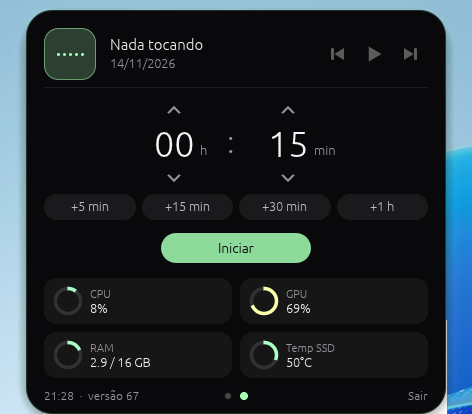 Nada tocando
14/11/2026
00 h : 15 min
+5 min +15 min +30 min +1 h
Iniciar
CPU
8%
GPU
69%
RAM
2.9 / 16 GB
Temp SSD
50°C
21:28 · versão 67
Sair